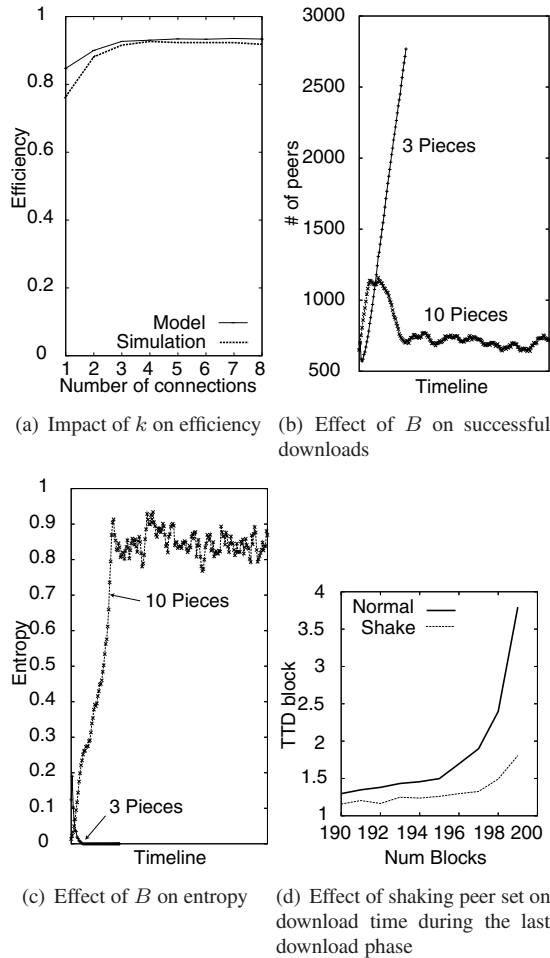 1
0.8
0.6
0.4
0.2
0
Efficiency
Model
Simulation
1 2 3 4 5 6 7 8
Number of connections
(a) Impact of k on efficiency
3000
2500
2000
1500
1000
500
# of peers
3 Pieces
10 Pieces
Timeline
(b) Effect of B on successful
downloads
1
0.9
0.8
0.7
0.6
0.5
0.4
0.3
0.2
0.1
0
Entropy
10 Pieces
3 Pieces
Timeline
(c) Effect of B on entropy
4
3.5
3
2.5
2
1.5
1
TTD block
Normal
Shake
190 192 194 196 198 200
Num Blocks
(d) Effect of shaking peer set on
download time during the last
download phase